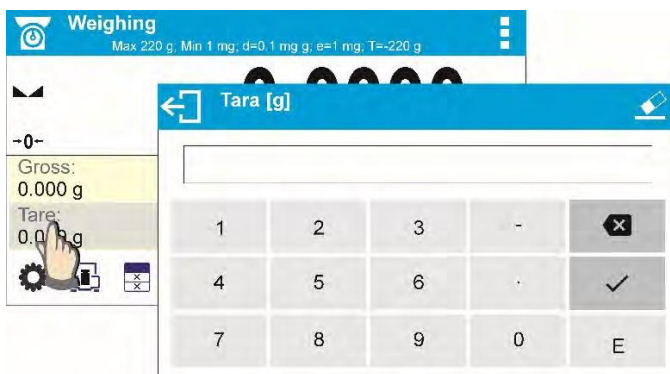 Weighing
Max 220 g; Min 1 mg; d=0.1 mg g; e=1 mg; T=-220 g
Tara [g]
→0←
Gross:
0.000 g
Tare:
1 2 3 -
4 5 6 .
7 8 9 0 E